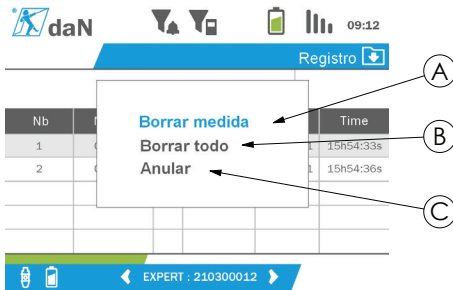 daN 09:12
Registro
A
Borrar medida
Nb Time
B
Borrar todo
1 15h54:33s
Anular
2 15h54:36s
C
EXPERT : 210300012